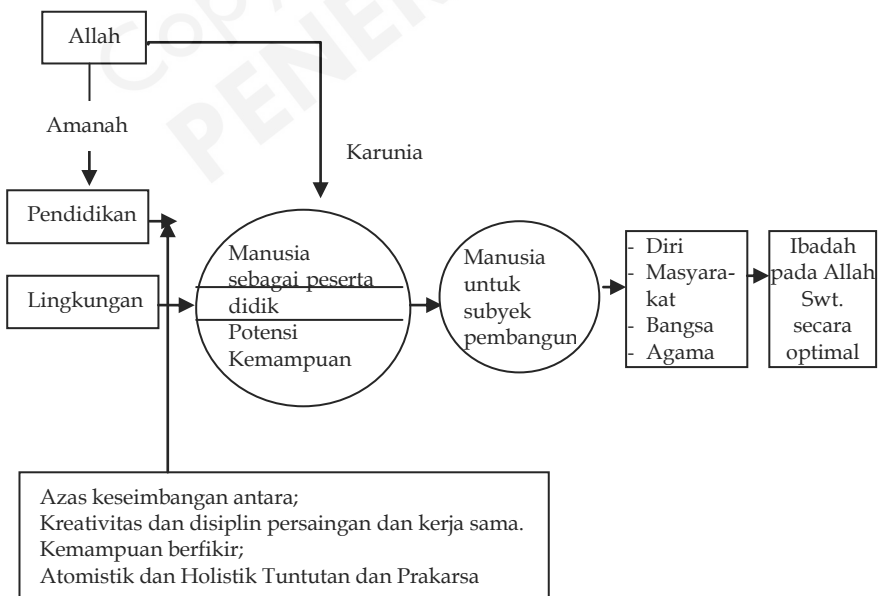 Cop
PENER
Allah
Amanah
Karunia
Pendidikan
Lingkungan
Manusia
sebagai peserta
didik
Potensi
Kemampuan
Manusia
untuk
subyek
pembangun
- Diri
- Masyara-
kat
- Bangsa
- Agama
Ibadah
pada Allah
Swt.
secara
optimal
Azas keseimbangan antara;
Kreativitas dan disiplin persaingan dan kerja sama.
Kemampuan berfikir;
Atomistik dan Holistik Tuntutan dan Prakarsa